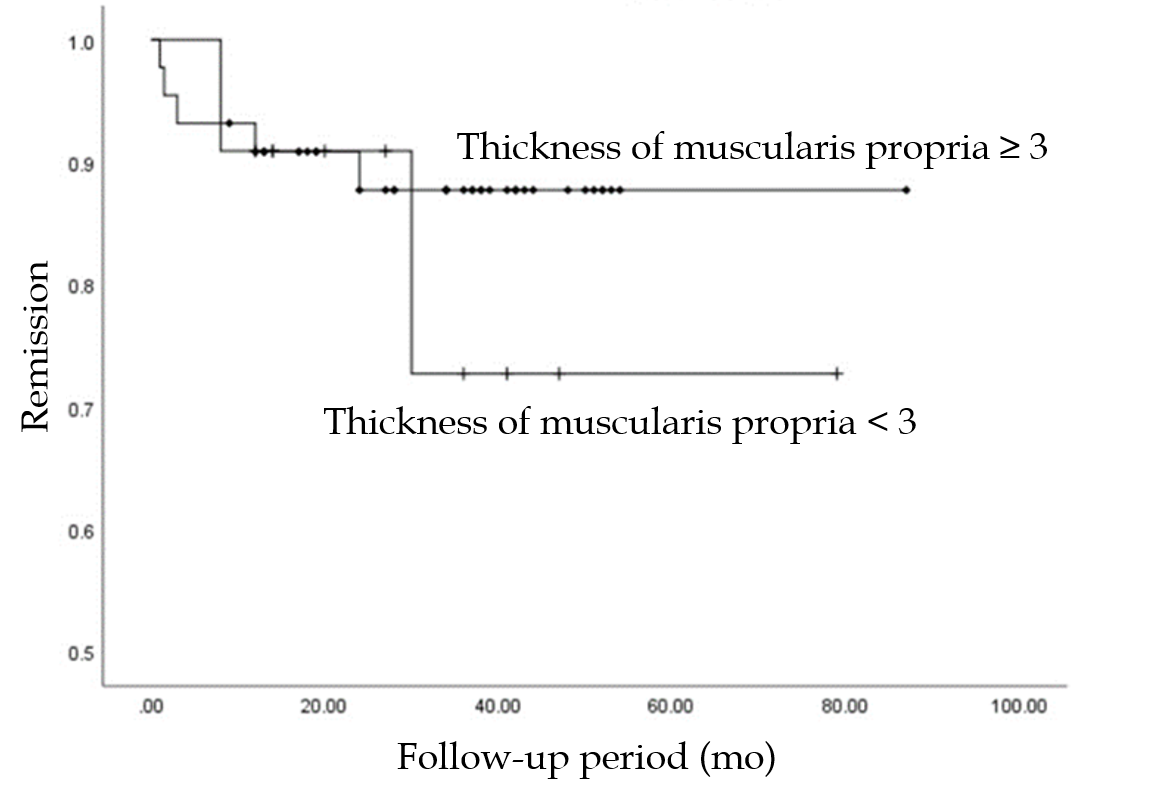 1.0
0.9
0.8
0.7
0.6
0.5
Remission
Thickness of muscularis propria ≥ 3
Thickness of muscularis propria < 3
.00 20.00 40.00 60.00 80.00 100.00
Follow-up period (mo)